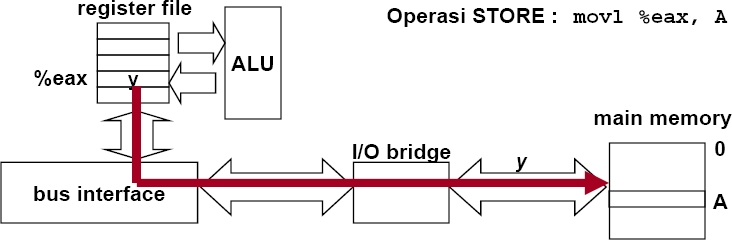 register file
Operasi STORE : movl %eax, A
ALU
%eax
y
main memory
I/O bridge
0
y
bus interface
A